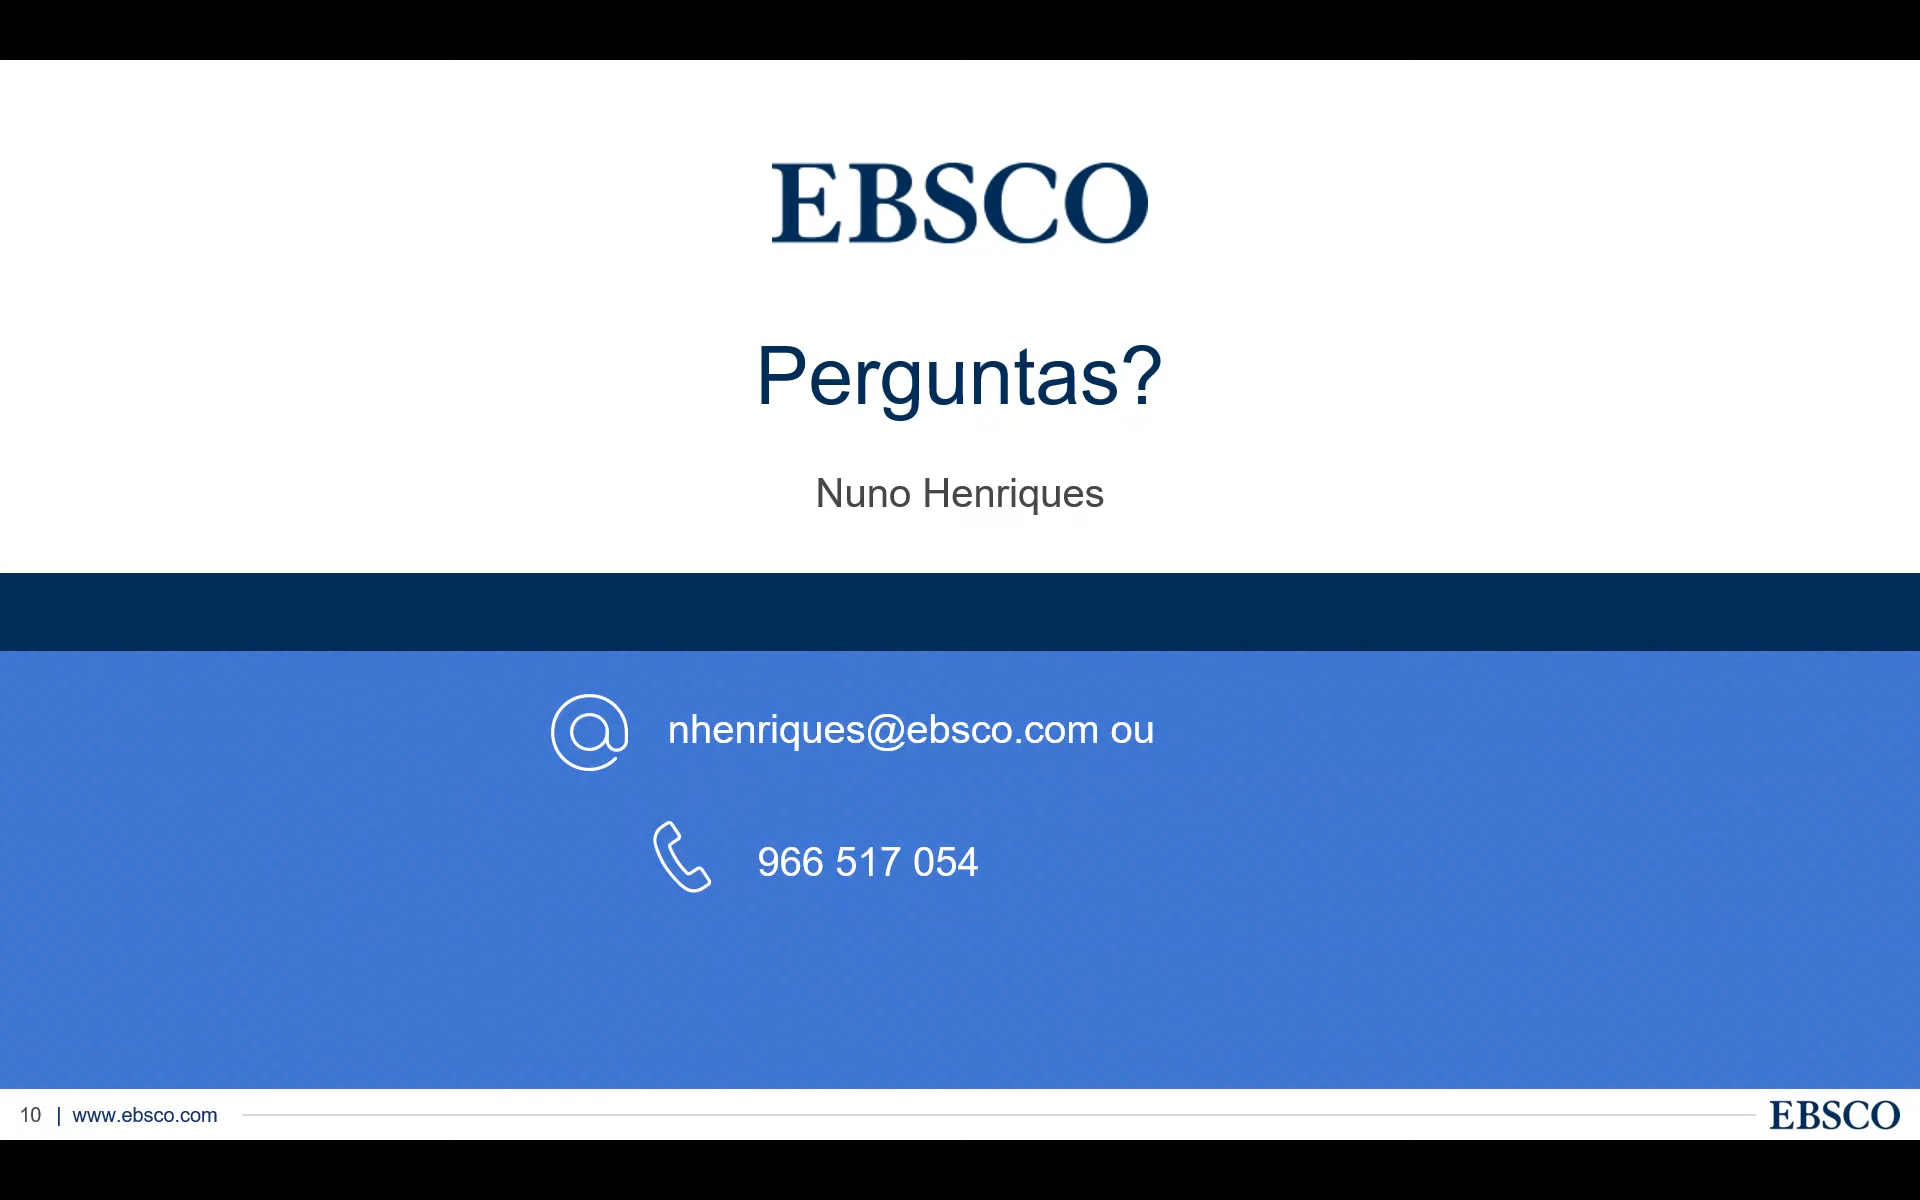 EBSCO
Perguntas?
Nuno Henriques
nhenriques@ebsco.com ou
966 517 054
10 | www.ebsco.com
EBSCO